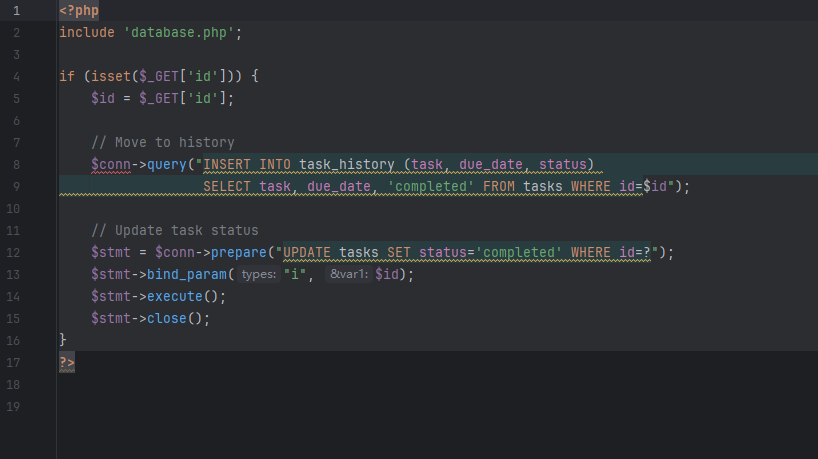 1 <?php
2 include 'database.php';
3
4 if (isset($_GET['id'])) {
5 $id = $_GET['id'];
6
7 // Move to history
8 $conn->query("INSERT INTO task_history (task, due_date, status)
9 SELECT task, due_date, 'completed' FROM tasks WHERE id=$id");
10
11 // Update task status
12 $stmt = $conn->prepare("UPDATE tasks SET status='completed' WHERE id=?");
13 $stmt->bind_param( types: "i", &var1: $id);
14 $stmt->execute();
15 $stmt->close();
16 }
17 ?>
18
19